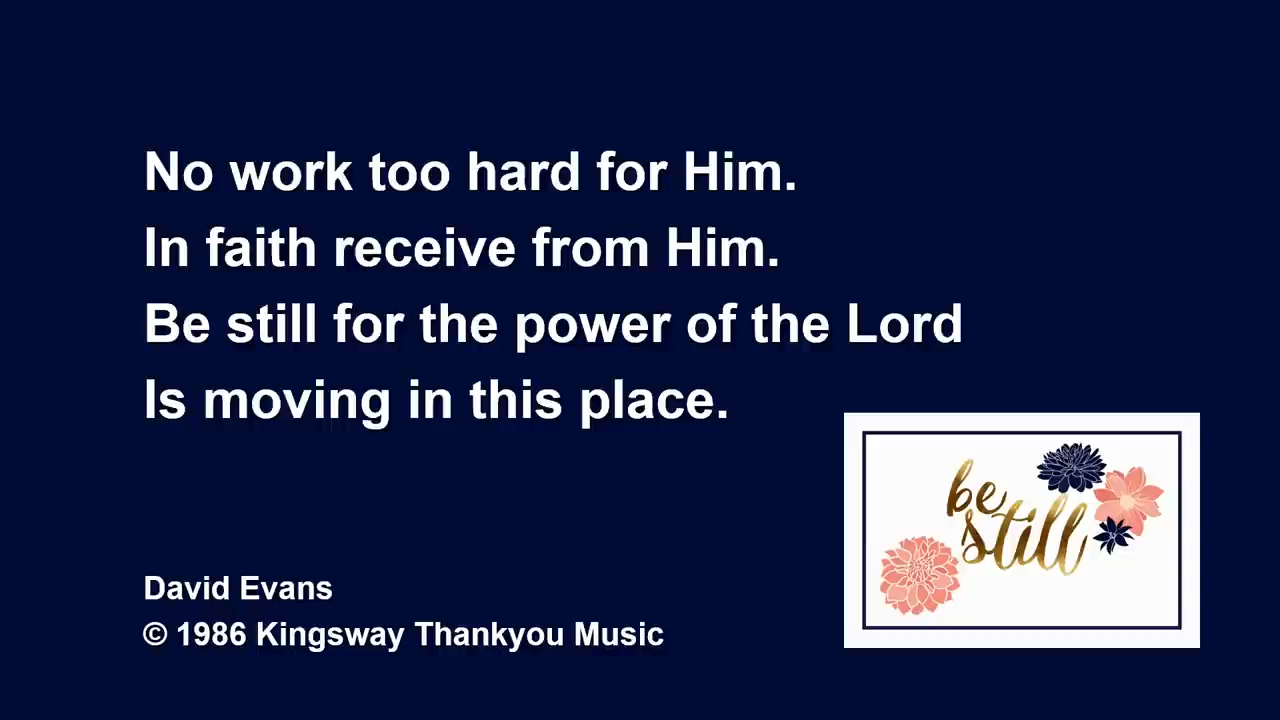 No work too hard for Him.
In faith receive from Him.
Be still for the power of the Lord
Is moving in this place.
be
still
David Evans
© 1986 Kingsway Thankyou Music